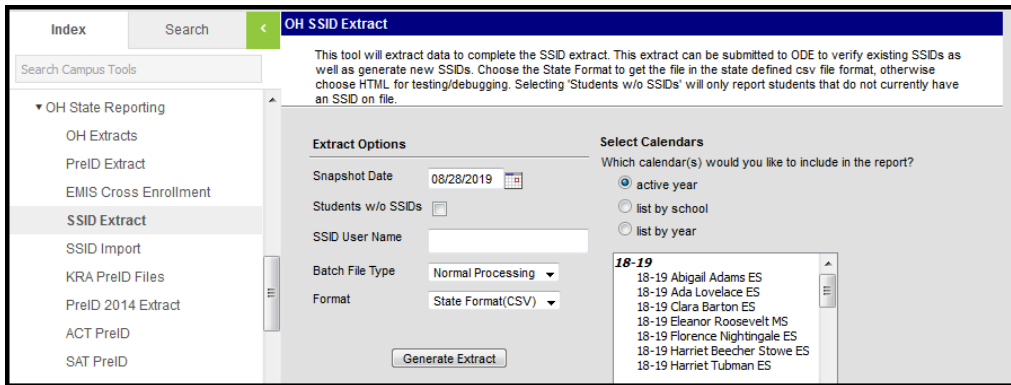 Index
Search
<
Search Campus Tools
▾ OH State Reporting
OH Extracts
PreID Extract
EMIS Cross Enrollment
SSID Extract
SSID Import
KRA PreID Files
PreID 2014 Extract
ACT PreID
SAT PreID
OH SSID Extract
This tool will extract data to complete the SSID extract. This extract can be submitted to ODE to verify existing SSIDs as
well as generate new SSIDs. Choose the State Format to get the file in the state defined csv file format, otherwise
choose HTML for testing/debugging. Selecting 'Students w/o SSIDs' will only report students that do not currently have
an SSID on file.
Extract Options
Snapshot Date 08/28/2019
Students w/o SSIDs
SSID User Name
Batch File Type Normal Processing
Format State Format(CSV)
Generate Extract
Select Calendars
Which calendar(s) would you like to include in the report?
active year
list by school
list by year
18-19
18-19 Abigail Adams ES
18-19 Ada Lovelace ES
18-19 Clara Barton ES
18-19 Eleanor Roosevelt MS
18-19 Florence Nightingale ES
18-19 Harriet Beecher Stowe ES
18-19 Harriet Tubman ES